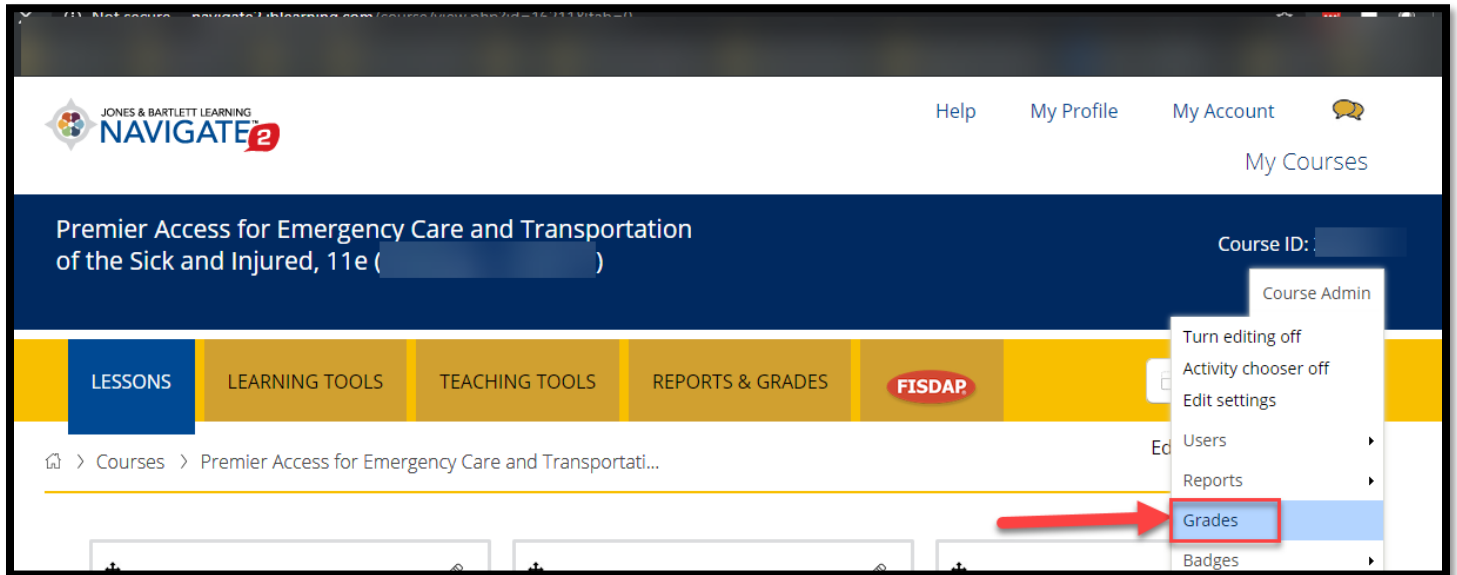 JONES & BARTLETT LEARNING
NAVIGATE 2
Help My Profile My Account
My Courses
Premier Access for Emergency Care and Transportation
of the Sick and Injured, 11e ( )
Course ID:
Course Admin
Turn editing off
Activity chooser off
Edit settings
Users
Reports
Grades
Badges
LESSONS LEARNING TOOLS TEACHING TOOLS REPORTS & GRADES FISDAP
Courses > Premier Access for Emergency Care and Transportati...